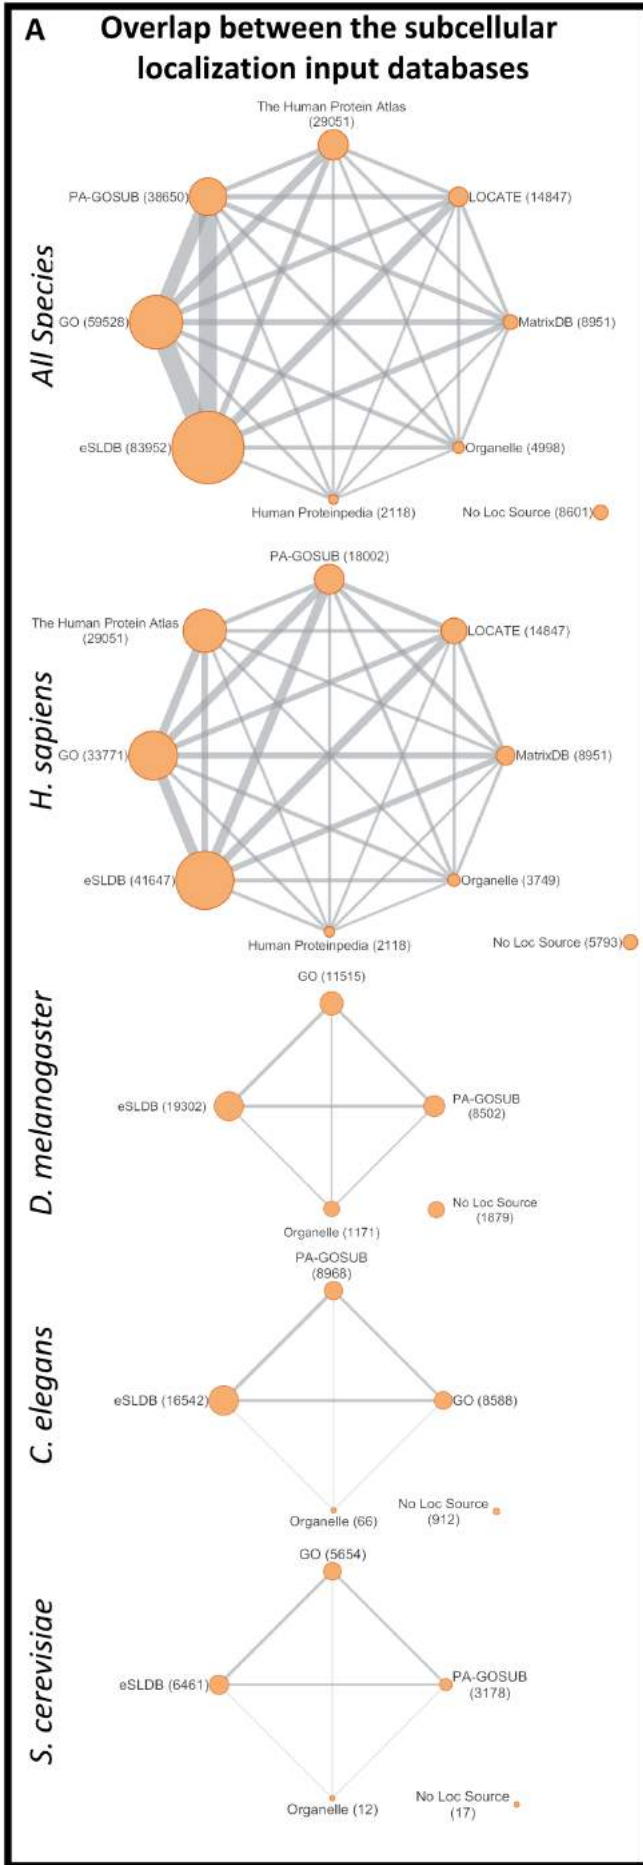 A
Overlap between the subcellular
localization input databases
All Species
The Human Protein Atlas
(29051)
PA-GOSUB (38650)
LOCATE (14847)
GO (59528)
MatrixDB (8951)
eSLDB (83952)
Organelle (4998)
Human Proteinpedia (2118)
No Loc Source (8601)
H. sapiens
PA-GOSUB (18002)
The Human Protein Atlas
(29051)
LOCATE (14847)
GO (33771)
MatrixDB (8951)
eSLDB (41647)
Organelle (3749)
Human Proteinpedia (2118)
No Loc Source (5793)
D. melanogaster
GO (11515)
eSLDB (19302)
PA-GOSUB
(8502)
Organelle (1171)
No Loc Source
(1879)
C. elegans
PA-GOSUB
(8968)
eSLDB (16542)
GO (8588)
Organelle (66)
No Loc Source
(912)
S. cerevisiae
GO (5654)
eSLDB (6461)
PA-GOSUB
(3178)
Organelle (12)
No Loc Source
(17)